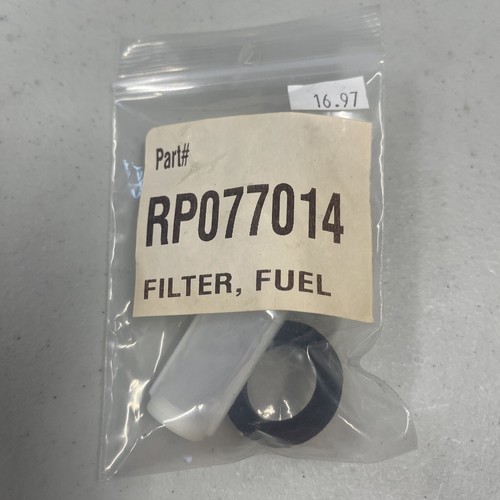 16.97
Part#
RP077014
FILTER, FUEL